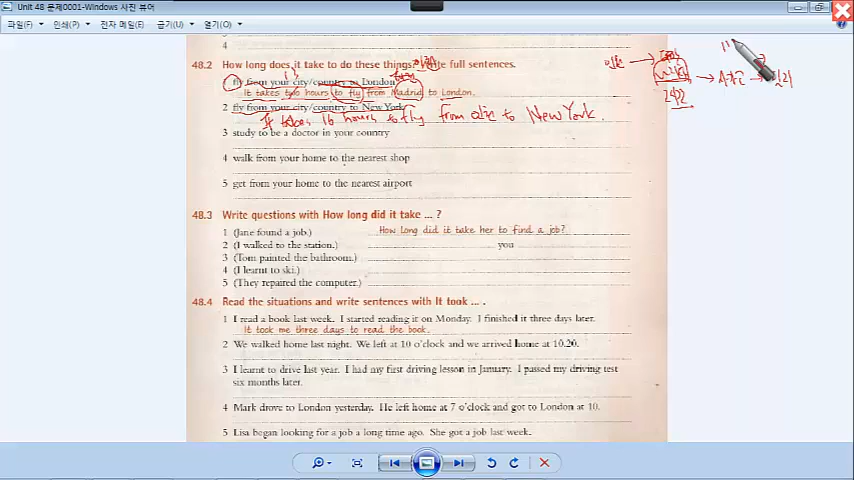 Unit 48 문제0001-Windows 사진 뷰어
파일(F) 인쇄(P) 전자 메일(E) 굽기(U) 열기(O)
4
48.2 How long does it take to do these things? Write full sentences.
1 fly from your city/country to London
It takes two hours to fly from Madrid to London.
2 fly from your city/country to New York
It takes 16 hours to fly from to New York.
3 study to be a doctor in your country
4 walk from your home to the nearest shop
5 get from your home to the nearest airport
48.3 Write questions with How long did it take ... ?
1 (Jane found a job.) How long did it take her to find a job?
2 (I walked to the station.) you
3 (Tom painted the bathroom.)
4 (I learnt to ski.)
5 (They repaired the computer.)
48.4 Read the situations and write sentences with It took ... .
1 I read a book last week. I started reading it on Monday. I finished it three days later.
It took me three days to read the book.
2 We walked home last night. We left at 10 o'clock and we arrived home at 10.20.
3 I learnt to drive last year. I had my first driving lesson in January. I passed my driving test
six months later.
4 Mark drove to London yesterday. He left home at 7 o'clock and got to London at 10.
5 Lisa began looking for a job a long time ago. She got a job last week.